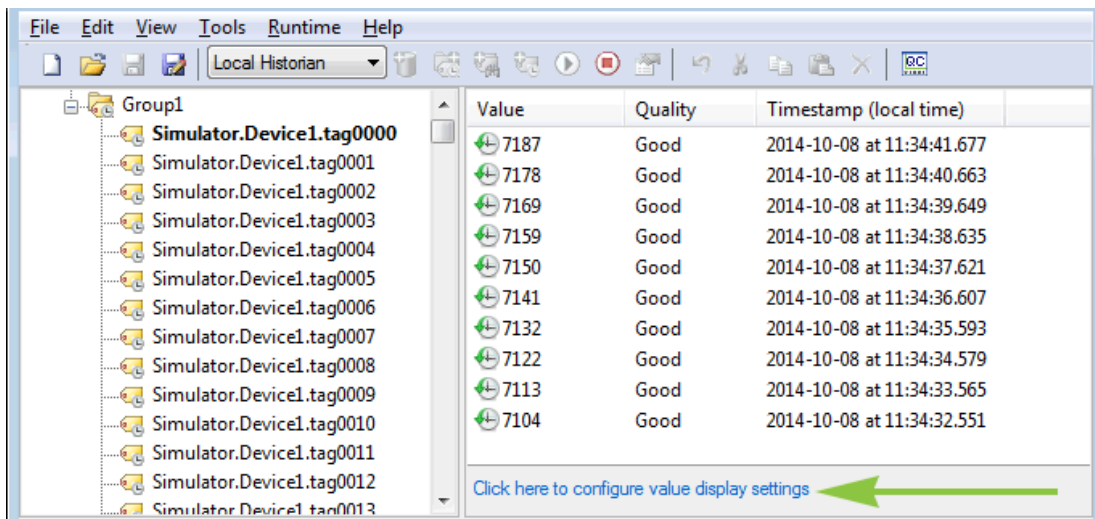 File Edit View Tools Runtime Help
Local Historian QC
Group1
Simulator.Device1.tag0000
Simulator.Device1.tag0001
Simulator.Device1.tag0002
Simulator.Device1.tag0003
Simulator.Device1.tag0004
Simulator.Device1.tag0005
Simulator.Device1.tag0006
Simulator.Device1.tag0007
Simulator.Device1.tag0008
Simulator.Device1.tag0009
Simulator.Device1.tag0010
Simulator.Device1.tag0011
Simulator.Device1.tag0012
Simulator.Device1.tag0013
Value Quality Timestamp (local time)
7187 Good 2014-10-08 at 11:34:41.677
7178 Good 2014-10-08 at 11:34:40.663
7169 Good 2014-10-08 at 11:34:39.649
7159 Good 2014-10-08 at 11:34:38.635
7150 Good 2014-10-08 at 11:34:37.621
7141 Good 2014-10-08 at 11:34:36.607
7132 Good 2014-10-08 at 11:34:35.593
7122 Good 2014-10-08 at 11:34:34.579
7113 Good 2014-10-08 at 11:34:33.565
7104 Good 2014-10-08 at 11:34:32.551
Click here to configure value display settings